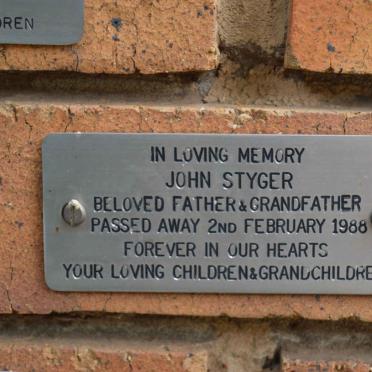 REN
IN LOVING MEMORY
JOHN STYGER
BELOVED FATHER & GRANDFATHER
PASSED AWAY 2ND FEBRUARY 1988
FOREVER IN OUR HEARTS
YOUR LOVING CHILDREN & GRANDCHILDRE